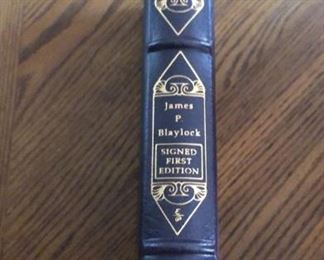 James
P.
Blaylock
SIGNED
FIRST
EDITION